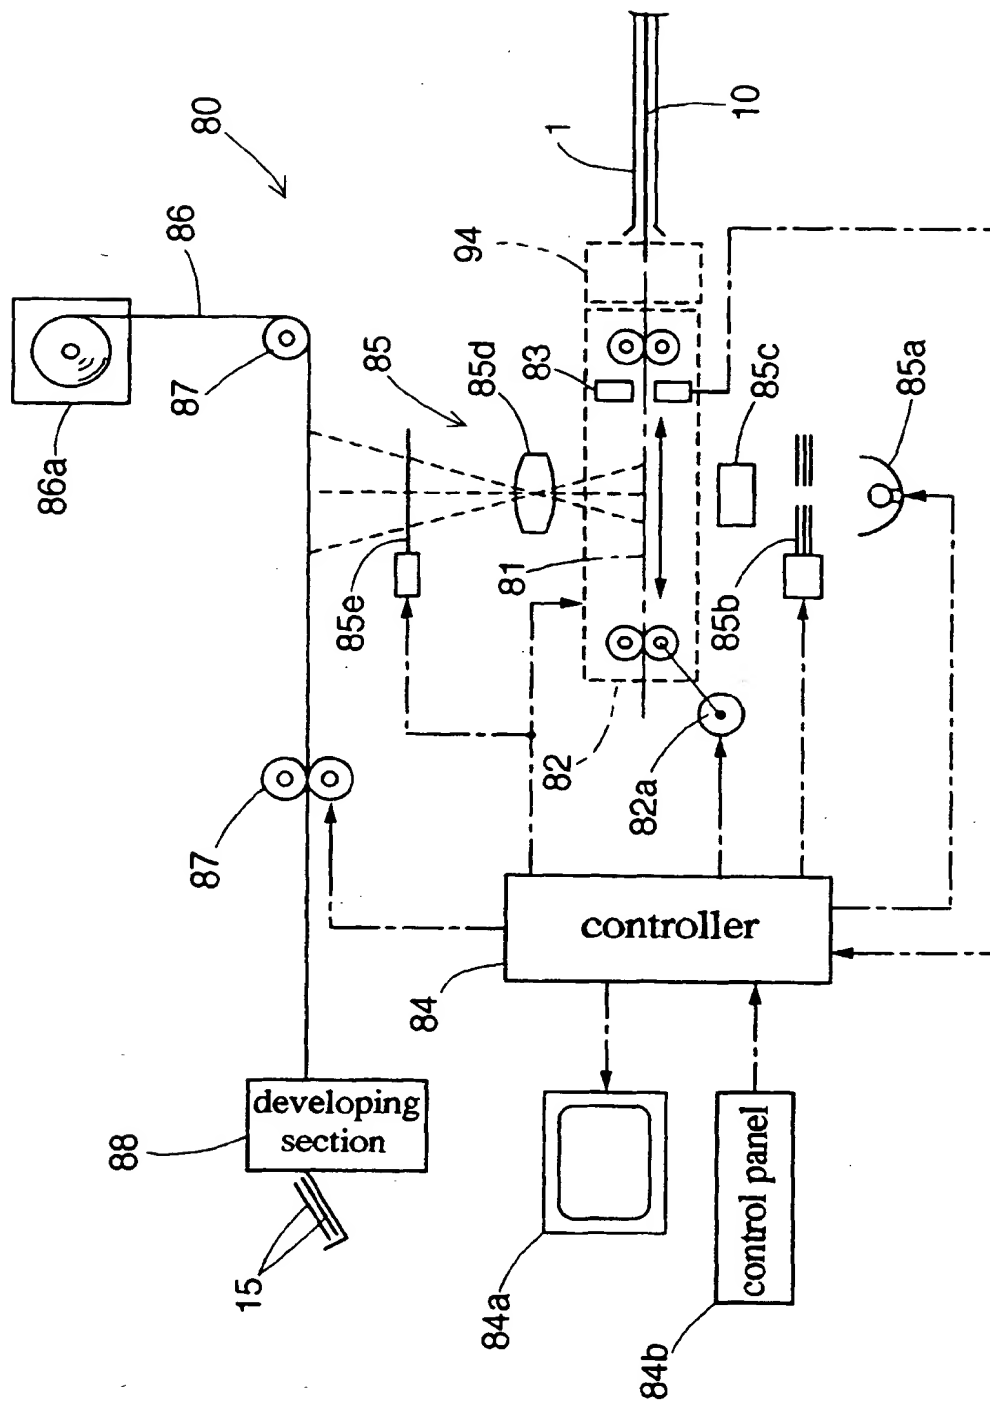 80
86
86a
87
85
85d
83
94
1
10
85c
85a
85e
81
85b
82
82a
87
84
controller
88
developing
section
15
84a
84b
control panel